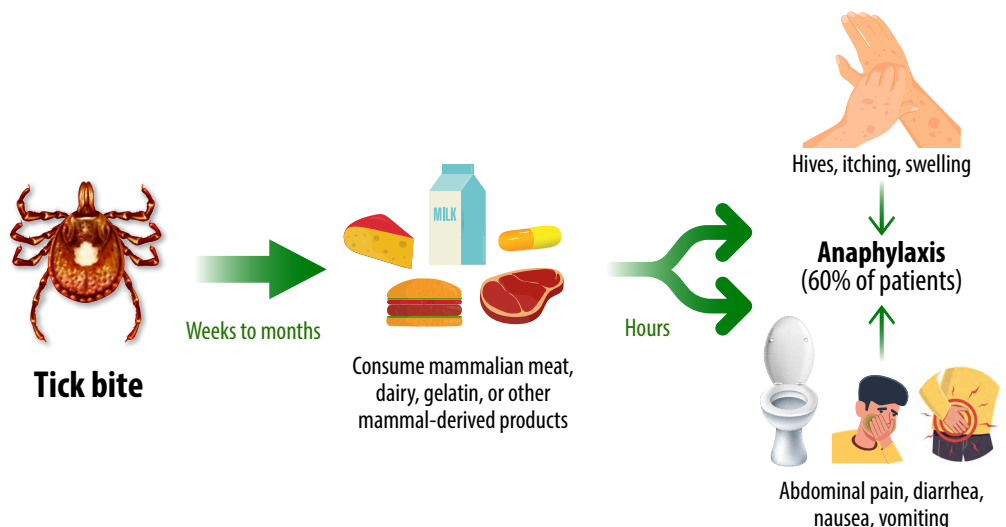 Tick bite
Weeks to months
MILK
Consume mammalian meat,
dairy, gelatin, or other
mammal-derived products
Hours
Hives, itching, swelling
Anaphylaxis
(60% of patients)
Abdominal pain, diarrhea,
nausea, vomiting